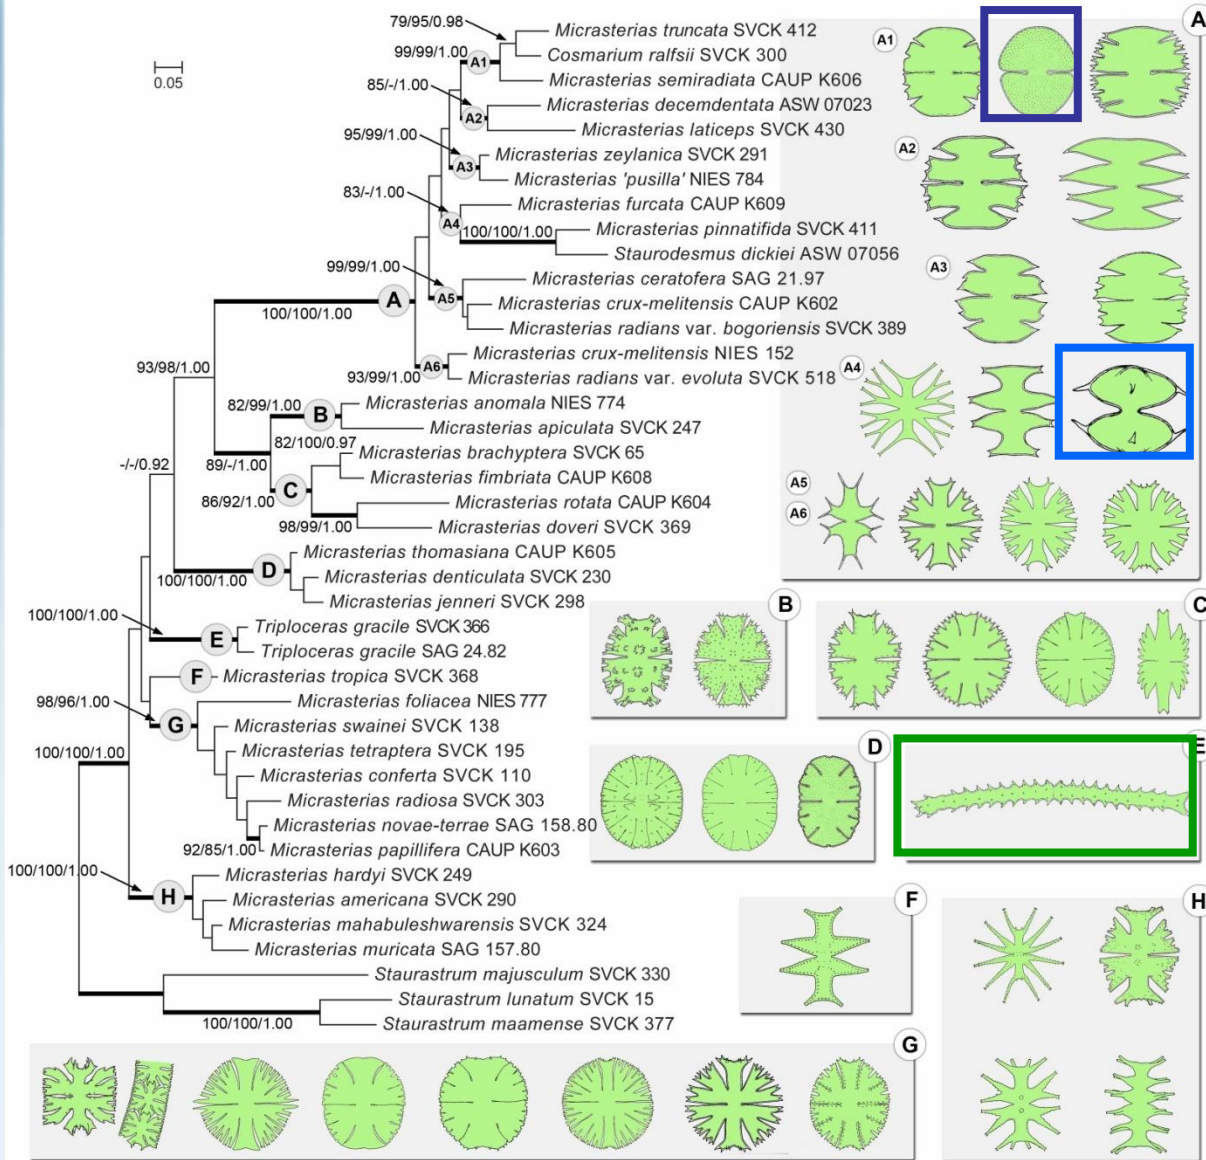 79/95/0.98
Micrasterias truncata SVCK 412
Cosmarium ralfsii SVCK 300
99/99/1.00
A1
Micrasterias semiradiata CAUP K606
0.05
85/-/1.00
Micrasterias decemdentata ASW 07023
A2
Micrasterias laticeps SVCK 430
95/99/1.00
Micrasterias zeylanica SVCK 291
A3
Micrasterias 'pusilla' NIES 784
83/-/1.00
Micrasterias furcata CAUP K609
A4
Micrasterias pinnatifida SVCK 411
100/100/1.00
Staurodesmus dickiei ASW 07056
99/99/1.00
Micrasterias ceratofera SAG 21.97
A
A5
Micrasterias crux-melitensis CAUP K602
100/100/1.00
Micrasterias radians var. bogoriensis SVCK 389
Micrasterias crux-melitensis NIES 152
A6
93/98/1.00
93/99/1.00
Micrasterias radians var. evoluta SVCK 518
82/99/1.00
Micrasterias anomala NIES 774
B
Micrasterias apiculata SVCK 247
82/100/0.97
Micrasterias brachyptera SVCK 65
-/-/0.92
89/-/1.00
Micrasterias fimbriata CAUP K608
C
86/92/1.00
Micrasterias rotata CAUP K604
98/99/1.00
Micrasterias doveri SVCK 369
Micrasterias thomasiana CAUP K605
D
100/100/1.00
Micrasterias denticulata SVCK 230
Micrasterias jenneri SVCK 298
100/100/1.00
Triploceras gracile SVCK 366
E
Triploceras gracile SAG 24.82
F
Micrasterias tropica SVCK 368
98/96/1.00
Micrasterias foliacea NIES 777
G
Micrasterias swainei SVCK 138
100/100/1.00
Micrasterias tetraptera SVCK 195
Micrasterias conferta SVCK 110
Micrasterias radiosa SVCK 303
Micrasterias novae-terrae SAG 158.80
92/85/1.00
Micrasterias papillifera CAUP K603
100/100/1.00
Micrasterias hardyi SVCK 249
H
Micrasterias americana SVCK 290
Micrasterias mahabuleshwarensis SVCK 324
Micrasterias muricata SAG 157.80
Staurastrum majusculum SVCK 330
Staurastrum lunatum SVCK 15
100/100/1.00
Staurastrum maamense SVCK 377
A
A1
A2
A3
A4
A5
A6
B
C
D
E
F
H
G